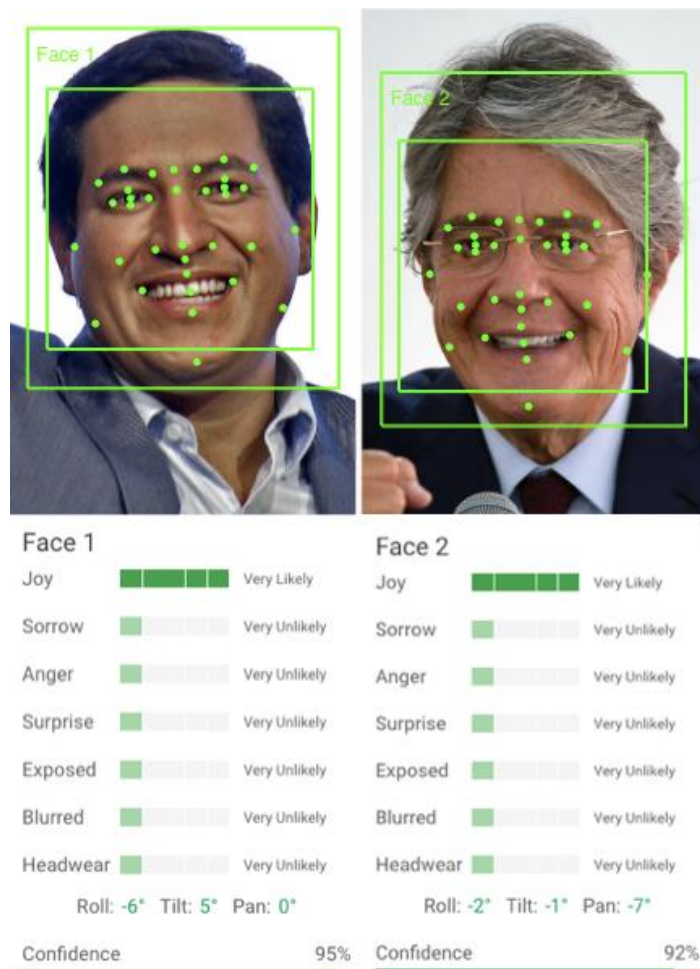 Face 1
Face 2
Face 1
Joy Very Likely
Sorrow Very Unlikely
Anger Very Unlikely
Surprise Very Unlikely
Exposed Very Unlikely
Blurred Very Unlikely
Headwear Very Unlikely
Roll: -6° Tilt: 5° Pan: 0°
Confidence 95%
Face 2
Joy Very Likely
Sorrow Very Unlikely
Anger Very Unlikely
Surprise Very Unlikely
Exposed Very Unlikely
Blurred Very Unlikely
Headwear Very Unlikely
Roll: -2° Tilt: -1° Pan: -7°
Confidence 92%